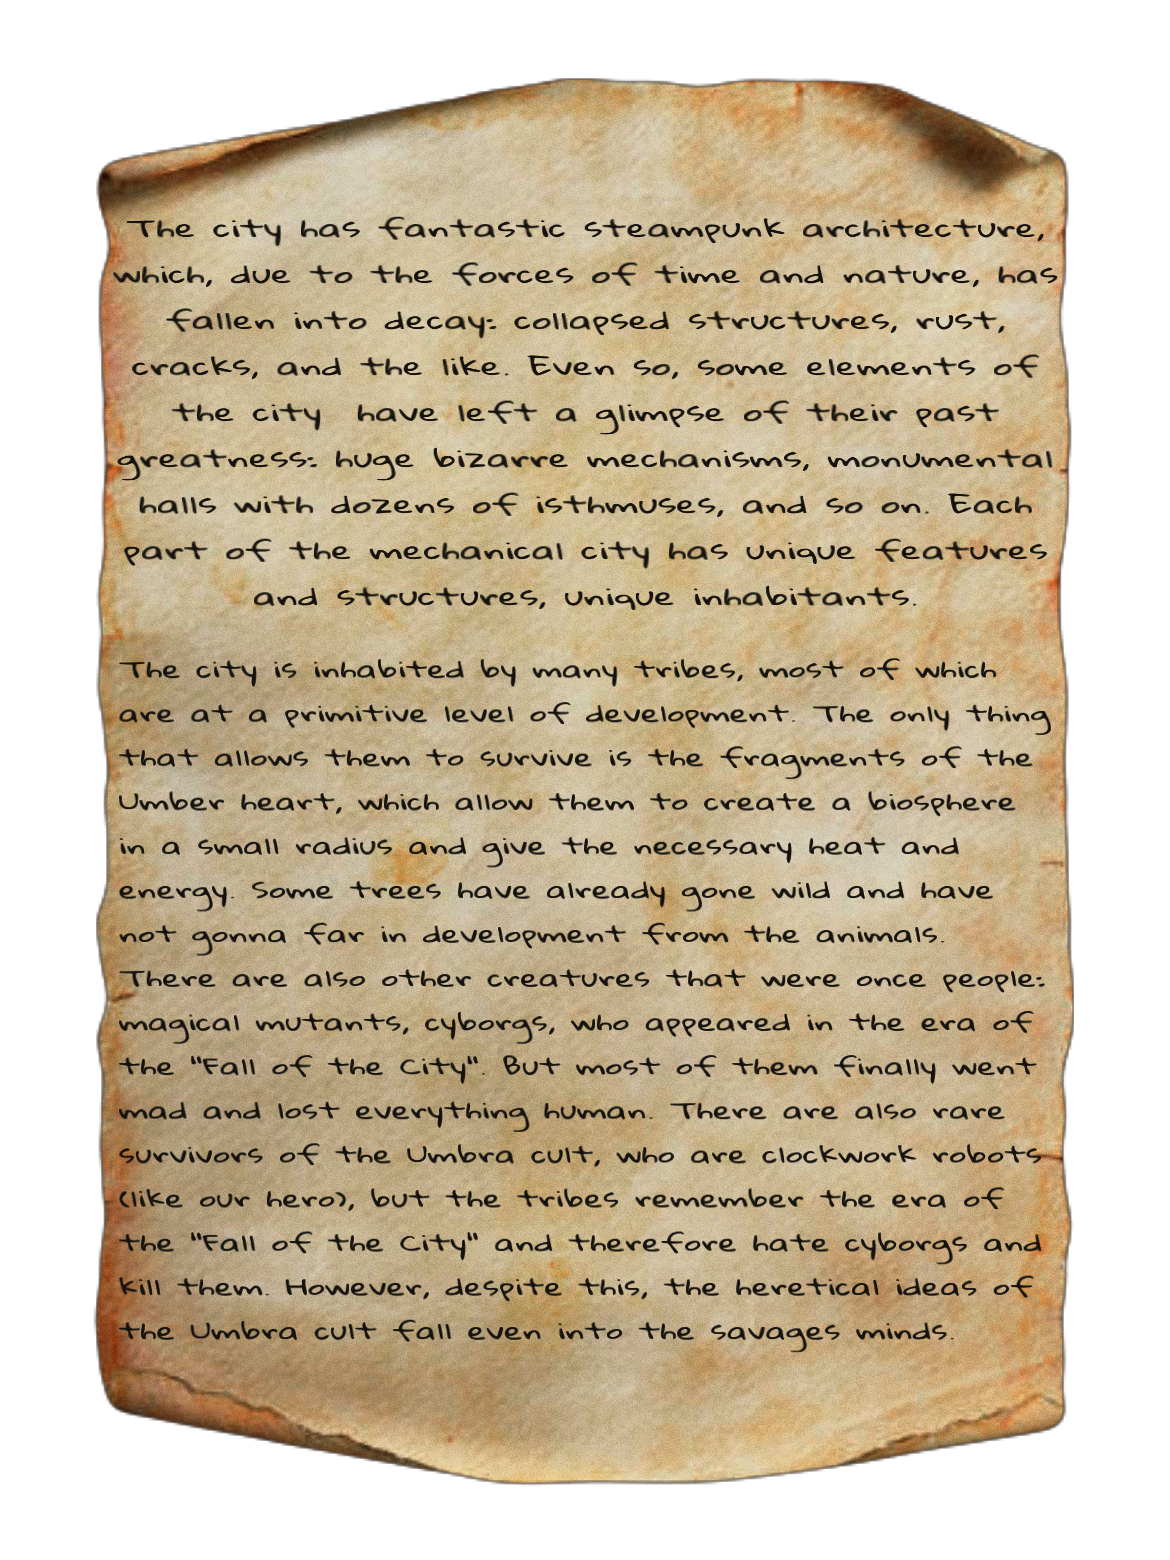 The city has fantastic steampunk architecture,
which, due to the forces of time and nature, has
fallen into decay: collapsed structures, rust,
cracks, and the like. Even so, some elements of
the city have left a glimpse of their past
greatness: huge bizarre mechanisms, monumental
halls with dozens of isthmuses, and so on. Each
part of the mechanical city has unique features
and structures, unique inhabitants.
The city is inhabited by many tribes, most of which
are at a primitive level of development. The only thing
that allows them to survive is the fragments of the
Umber heart, which allow them to create a biosphere
in a small radius and give the necessary heat and
energy. Some trees have already gone wild and have
not gonna far in development from the animals.
There are also other creatures that were once people:
magical mutants, cyborgs, who appeared in the era of
the "Fall of the City". But most of them finally went
mad and lost everything human. There are also rare
survivors of the Umbra cult, who are clockwork robots
(like our hero), but the tribes remember the era of
the "Fall of the City" and therefore hate cyborgs and
kill them. However, despite this, the heretical ideas of
the Umbra cult fall even into the savages minds.